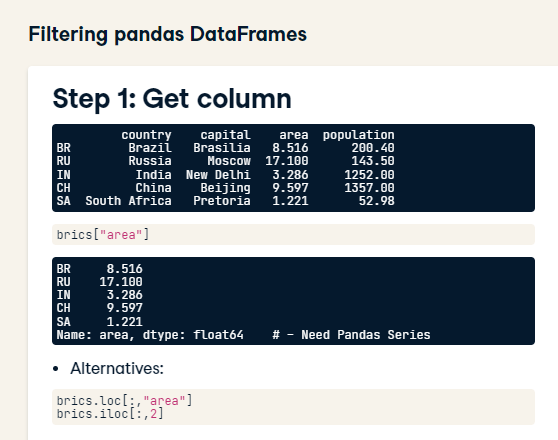 Filtering pandas DataFrames
Step 1: Get column
country capital area population
BR Brazil Brasilia 8.516 200.40
RU Russia Moscow 17.100 143.50
IN India New Delhi 3.286 1252.00
CH China Beijing 9.597 1357.00
SA South Africa Pretoria 1.221 52.98
brics["area"]
BR 8.516
RU 17.100
IN 3.286
CH 9.597
SA 1.221
Name: area, dtype: float64 # - Need Pandas Series
• Alternatives:
brics.loc[:,"area"]
brics.iloc[:,2]